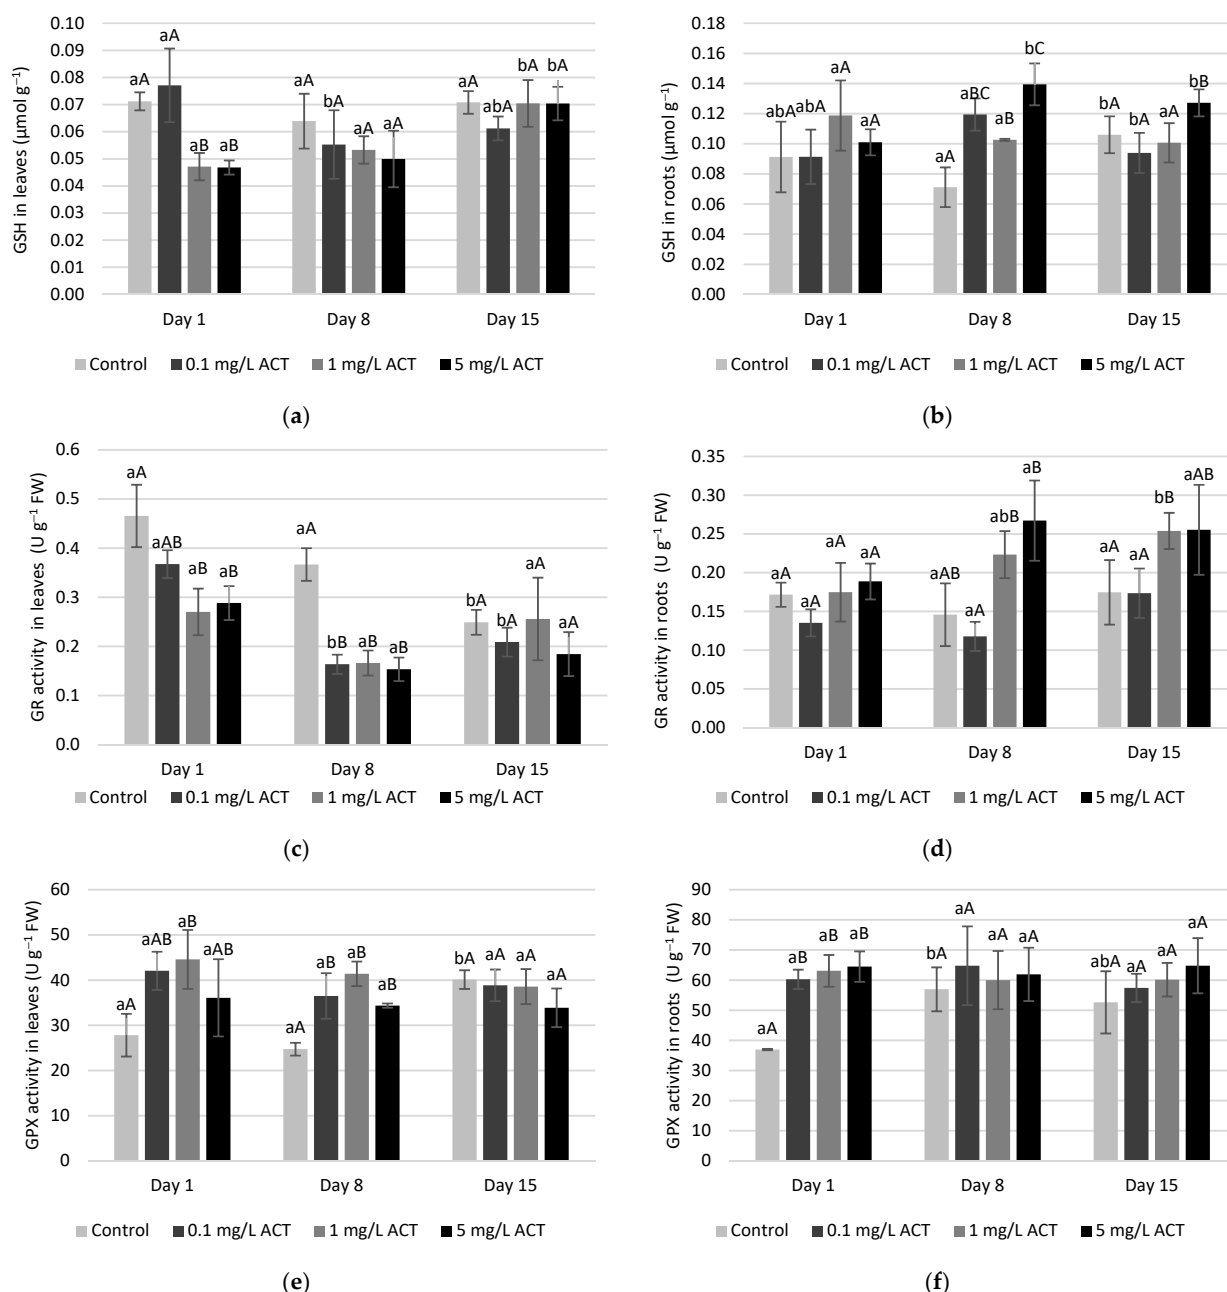 GSH in leaves (µmol g⁻¹)
0.10
0.09
0.08
0.07
0.06
0.05
0.04
0.03
0.02
0.01
0.00
aA aA aB aB aA bA aA aA aA abA bA bA
Day 1 Day 8 Day 15
Control 0.1 mg/L ACT 1 mg/L ACT 5 mg/L ACT
(a)
GSH in roots (µmol g⁻¹)
0.18
0.16
0.14
0.12
0.10
0.08
0.06
0.04
0.02
0.00
abA abA aA aA aA aBC aB bC bA bA aA bB
Day 1 Day 8 Day 15
Control 0.1 mg/L ACT 1 mg/L ACT 5 mg/L ACT
(b)
GR activity in leaves (U g⁻¹ FW)
0.6
0.5
0.4
0.3
0.2
0.1
0.0
aA aAB aB aB aA bB aB aB bA bA aA aA
Day 1 Day 8 Day 15
Control 0.1 mg/L ACT 1 mg/L ACT 5 mg/L ACT
(c)
GR activity in roots (U g⁻¹ FW)
0.35
0.30
0.25
0.20
0.15
0.10
0.05
0.00
aA aA aA aA aAB aA abB aB aA aA bB aAB
Day 1 Day 8 Day 15
Control 0.1 mg/L ACT 1 mg/L ACT 5 mg/L ACT
(d)
GPX activity in leaves (U g⁻¹ FW)
60
50
40
30
20
10
0
aA aAB aB aAB aA aB aB aB bA aA aA aA
Day 1 Day 8 Day 15
Control 0.1 mg/L ACT 1 mg/L ACT 5 mg/L ACT
(e)
GPX activity in roots (U g⁻¹ FW)
90
80
70
60
50
40
30
20
10
0
aA aB aB aB bA aA aA aA abA aA aA aA
Day 1 Day 8 Day 15
Control 0.1 mg/L ACT 1 mg/L ACT 5 mg/L ACT
(f)